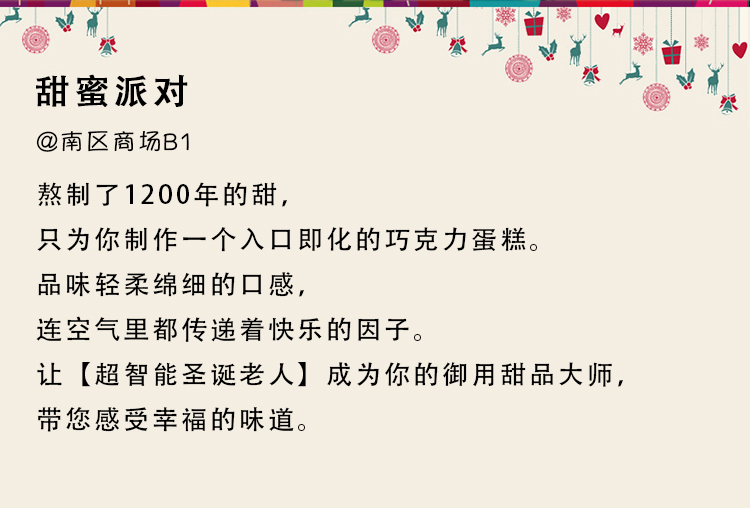 甜蜜派对
@南区商场B1
熬制了1200年的甜,
只为你制作一个入口即化的巧克力蛋糕。
品味轻柔绵细的口感,
连空气里都传递着快乐的因子。
让【超智能圣诞老人】成为你的御用甜品大师,
带您感受幸福的味道。